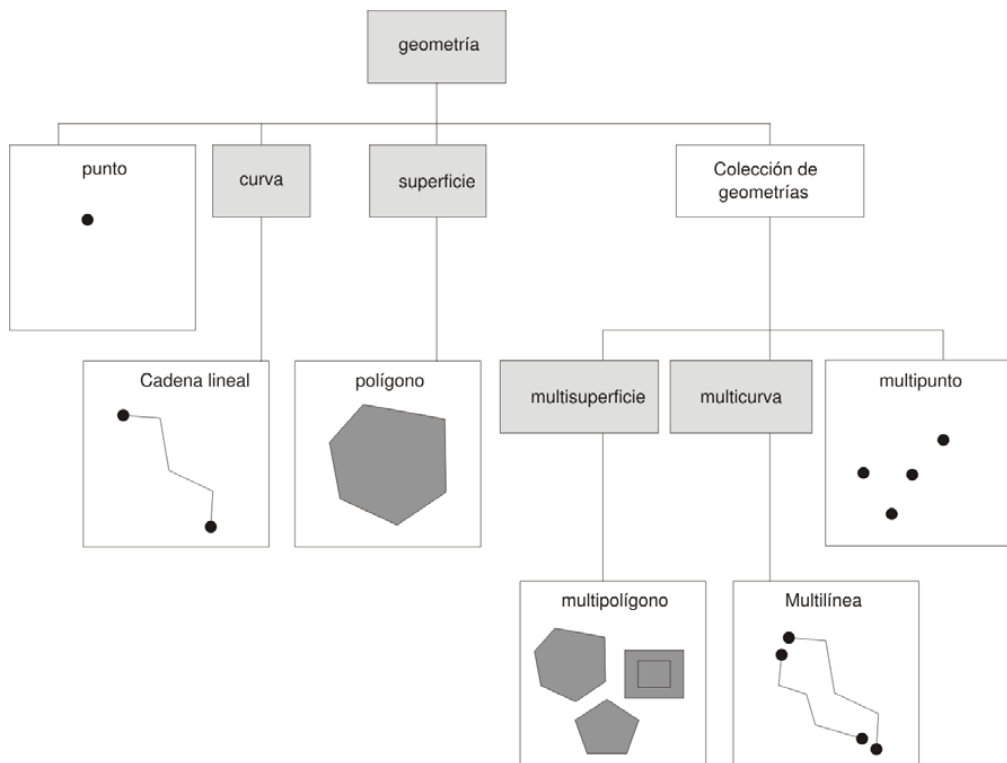 geometría
punto
curva
superficie
Colección de
geometrías
Cadena lineal
polígono
multisuperficie
multicurva
multipunto
multipolígono
Multilínea